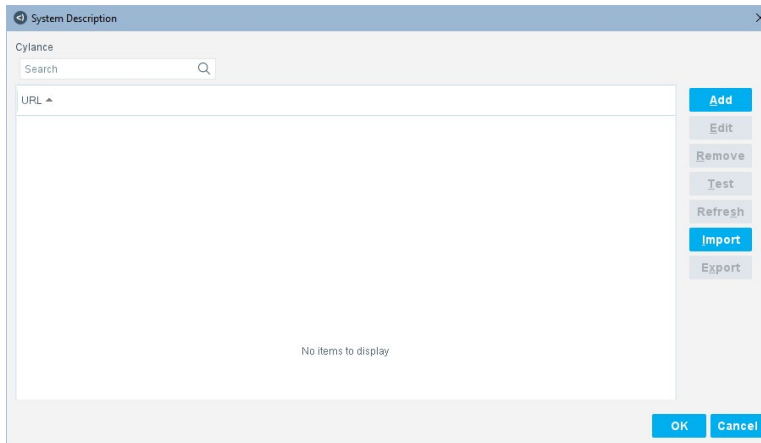 System Description
Cylance
Search
URL
Add
Edit
Remove
Test
Refresh
Import
Export
No items to display
OK
Cancel